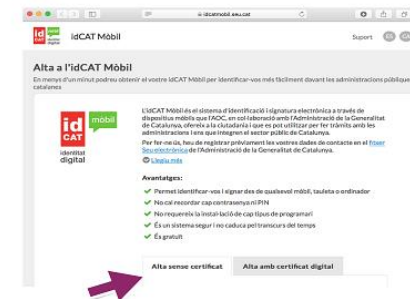 idcatmobil.seu.cat
id CAT mòbil
idCAT Mòbil
Suport ES
Alta a l'idCAT Mòbil
En menys d'un minut podreu obtenir el vostre idCAT Mòbil per identificar-vos més fàcilment davant les administracions públiques
catalanes
id CAT mòbil
identitat
digital
L'idCAT Mòbil és el sistema d'identificació i signatura electrònica a través de
dispositius mòbils que l'AOC, en col·laboració amb l'Administració de la Generalitat
de Catalunya, ofereix a la ciutadania i que es pot utilitzar per fer tràmits amb les
administracions i ens que integren el sector públic de Catalunya.
Per fer-ne ús, heu de registrar prèviament les vostres dades de contacte en el fitxer
Seu electrònica de l'Administració de la Generalitat de Catalunya.
Llegiu més
Avantatges:
Permet identificar-vos i signar des de qualsevol mòbil, tauleta o ordinador
No cal recordar cap contrasenya ni PIN
No requereix la instal·lació de cap tipus de programari
És un sistema segur i no caduca pel transcurs del temps
És gratuït
Alta sense certificat
Alta amb certificat digital